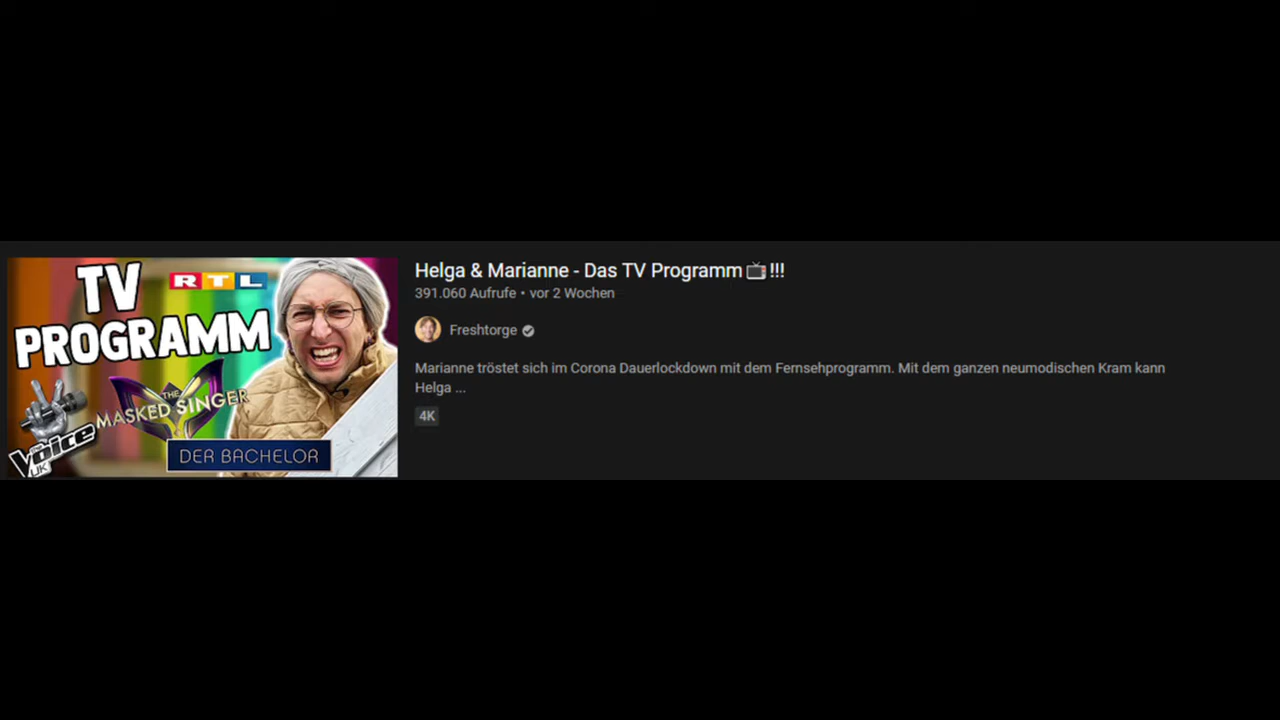 TV
RTL
PROGRAMM
THE
MASKED SINGER
The
Voice
UK
DER BACHELOR
Helga & Marianne - Das TV Programm📺!!!
391.060 Aufrufe • vor 2 Wochen
Freshtorge
Marianne tröstet sich im Corona Dauerlockdown mit dem Fernsehprogramm. Mit dem ganzen neumodischen Kram kann
Helga ...
4K